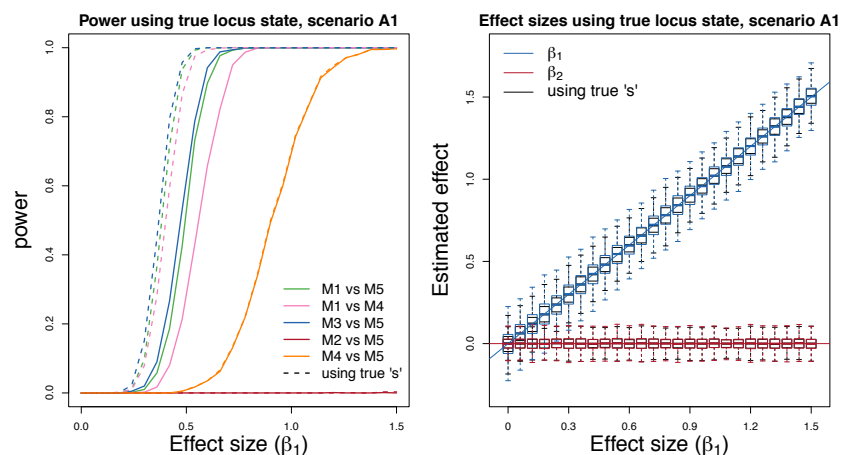 Power using true locus state, scenario A1
power
1.0
0.8
0.6
0.4
0.2
0.0
M1 vs M5
M1 vs M4
M3 vs M5
M2 vs M5
M4 vs M5
using true 's'
0.0
0.5
1.0
1.5
Effect size (β1)
Effect sizes using true locus state, scenario A1
Estimated effect
1.5
1.0
0.5
0.0
β1
β2
using true 's'
0
0.3
0.6
0.9
1.2
1.5
Effect size (β1)